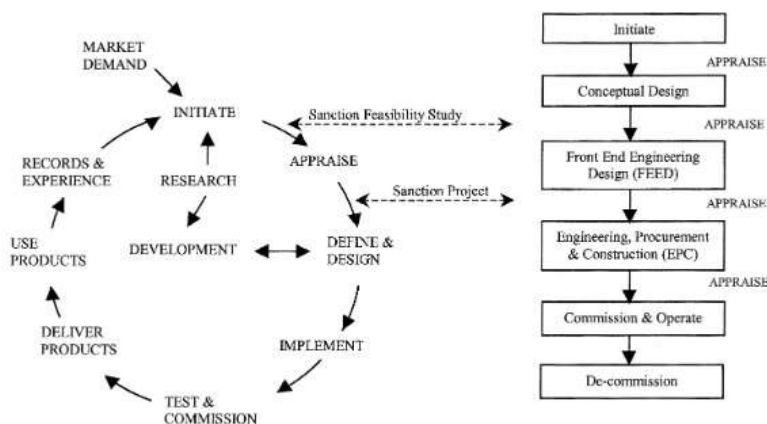 MARKET
DEMAND
INITIATE
Sanction Feasibility Study
APPRAISE
RECORDS &
EXPERIENCE
RESEARCH
Sanction Project
USE
PRODUCTS
DEVELOPMENT
DEFINE &
DESIGN
DELIVER
PRODUCTS
IMPLEMENT
TEST &
COMMISSION
Initiate
APPRAISE
Conceptual Design
APPRAISE
Front End Engineering
Design (FEED)
APPRAISE
Engineering, Procurement
& Construction (EPC)
APPRAISE
Commission & Operate
De-commission